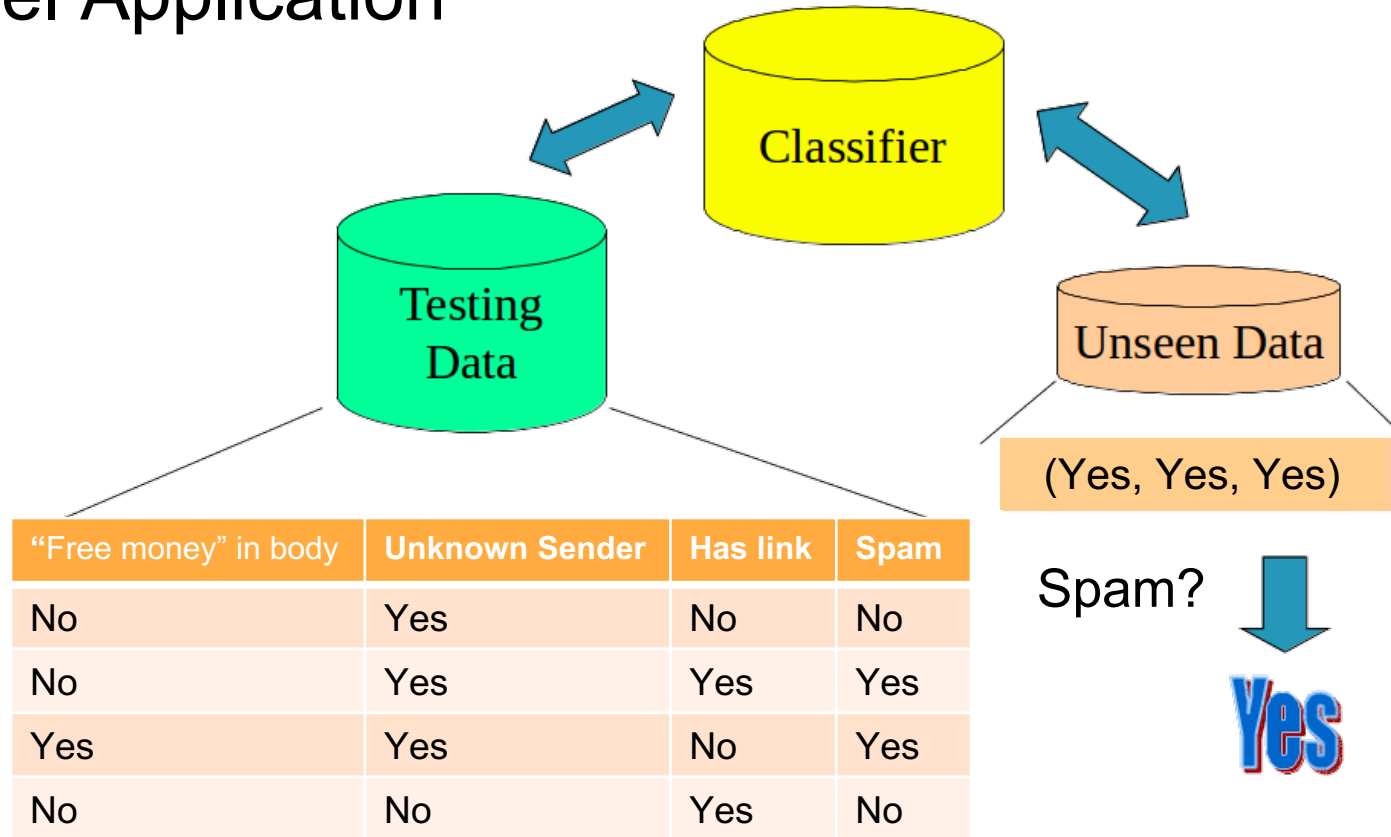 er Application
Classifier
Testing
Data
Unseen Data
(Yes, Yes, Yes)
“Free money” in body Unknown Sender Has link Spam
No Yes No No
No Yes Yes Yes
Yes Yes No Yes
No No Yes No
Spam?
Yes